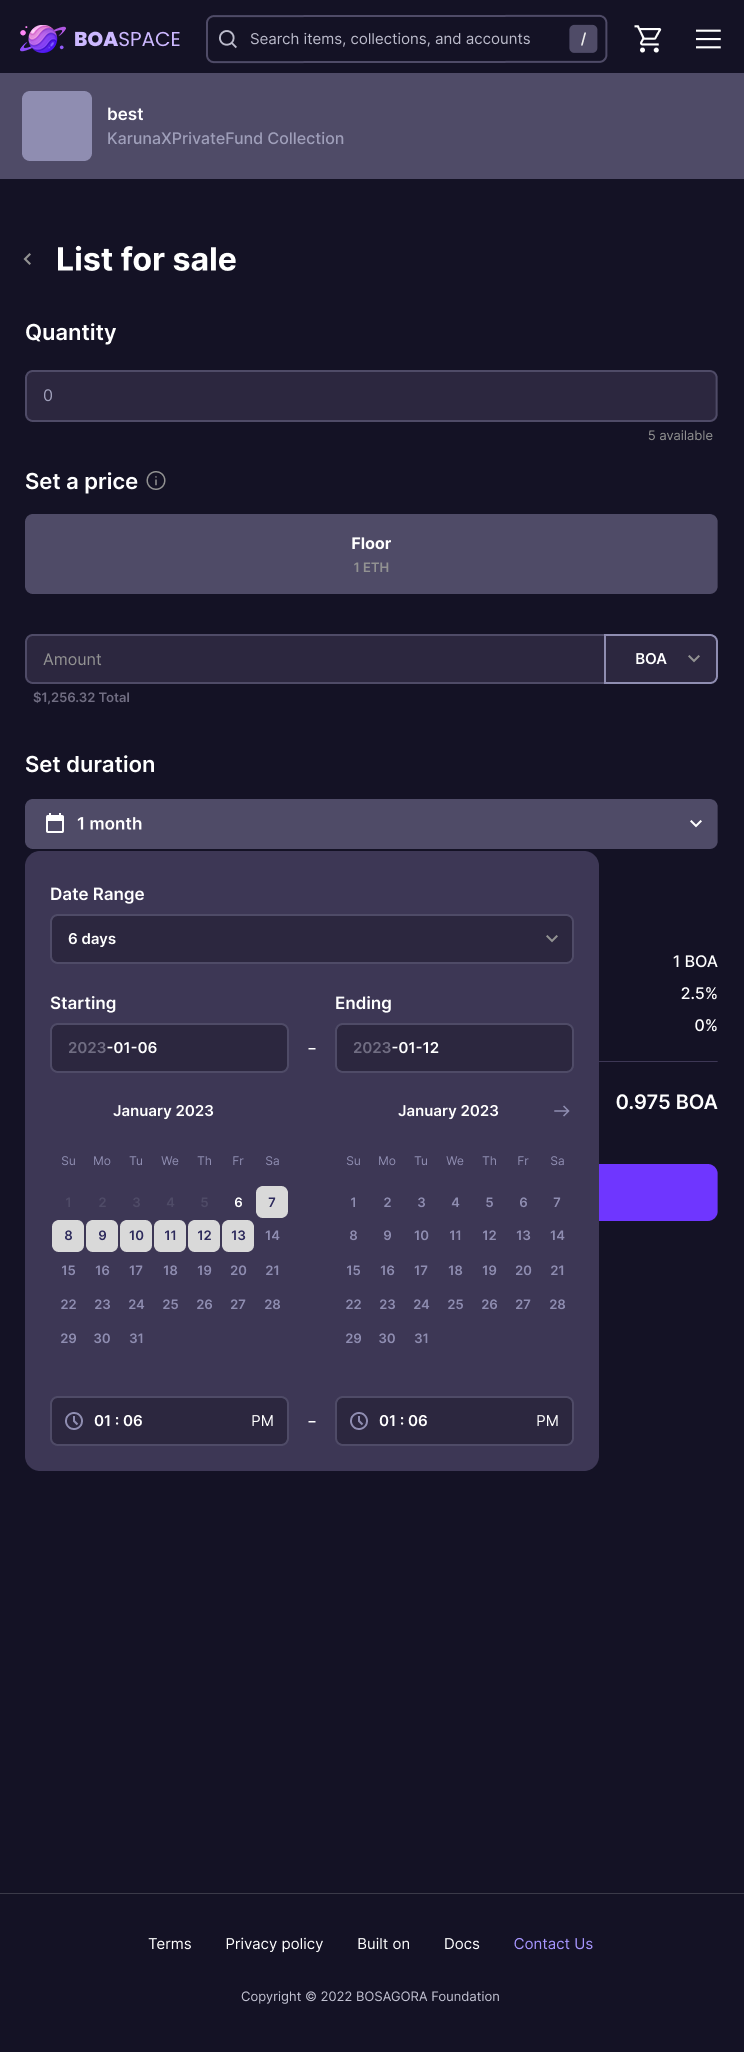 BOASPACE
Search items, collections, and accounts /
best
KarunaXPrivateFund Collection
List for sale
Quantity
0
5 available
Set a price
Floor
1 ETH
Amount BOA
$1,256.32 Total
Set duration
1 month
Date Range
6 days
1 BOA
2.5%
0%
Starting Ending
2023-01-06 – 2023-01-12
0.975 BOA
January 2023 January 2023
Su Mo Tu We Th Fr Sa Su Mo Tu We Th Fr Sa
1 2 3 4 5 6 7 1 2 3 4 5 6 7
8 9 10 11 12 13 14 8 9 10 11 12 13 14
15 16 17 18 19 20 21 15 16 17 18 19 20 21
22 23 24 25 26 27 28 22 23 24 25 26 27 28
29 30 31 29 30 31
01 : 06 PM – 01 : 06 PM
Terms Privacy policy Built on Docs Contact Us
Copyright © 2022 BOSAGORA Foundation